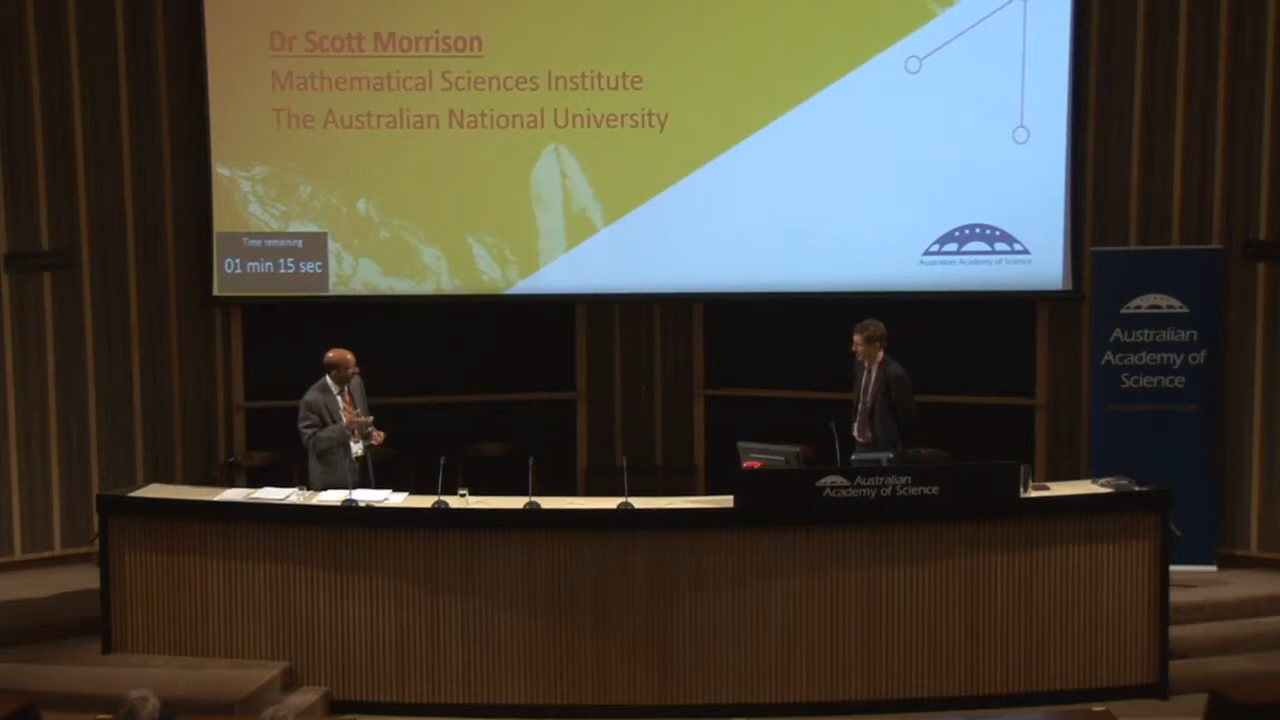 Dr Scott Morrison
Mathematical Sciences Institute
The Australian National University
Time remaining
01 min 15 sec
Australian Academy of Science
Australian
Academy of
Science
Australian
Academy of Science